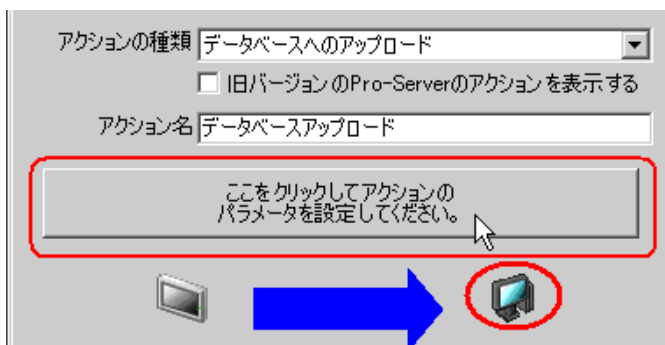 アクションの種類 データベースへのアップロード
旧バージョンのPro-Serverのアクションを表示する
アクション名 データベースアップロード
ここをクリックしてアクションの
パラメータを設定してください。